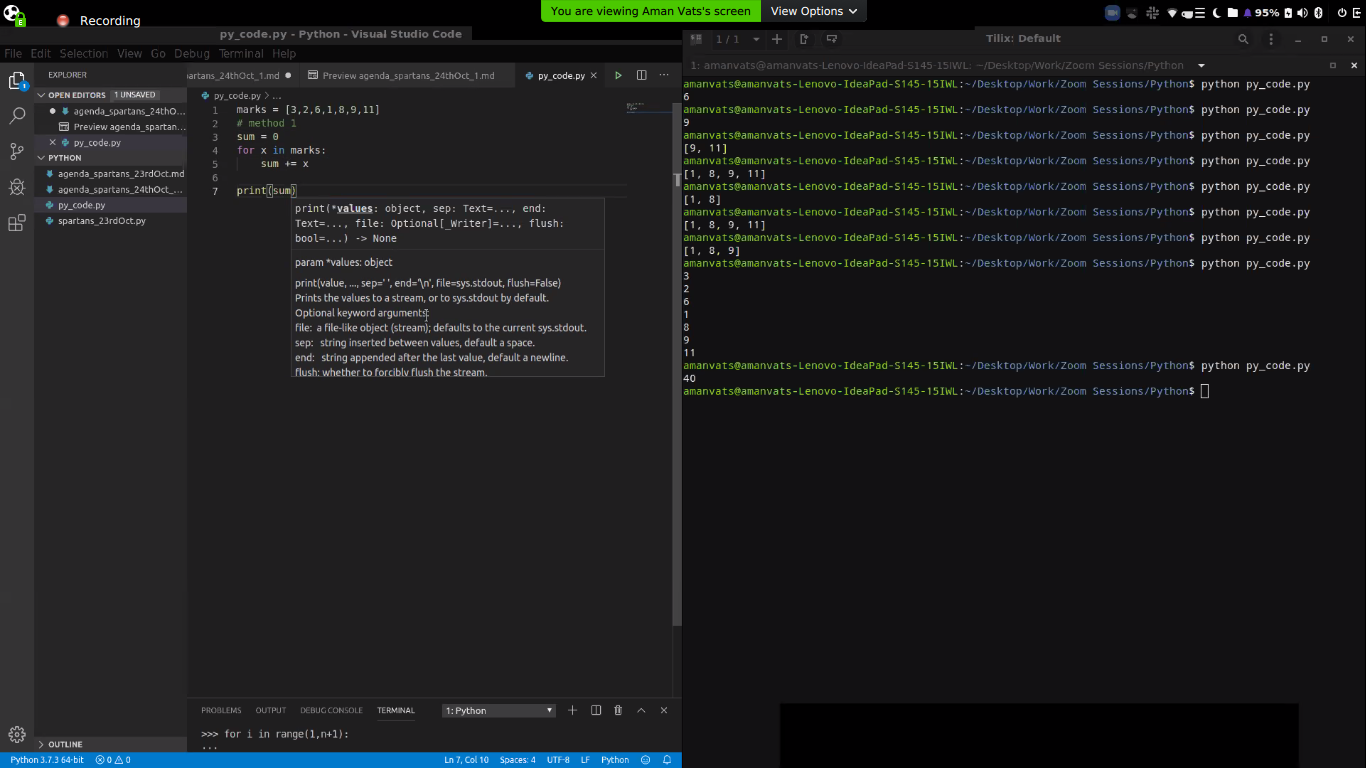 Recording
You are viewing Aman Vats's screen
View Options
95%
py_code.py - Python - Visual Studio Code
File Edit Selection View Go Debug Terminal Help
EXPLORER
OPEN EDITORS 1 UNSAVED
agenda_spartans_24thO...
Preview agenda_spartan...
py_code.py
PYTHON
agenda_spartans_23rdOct.md
agenda_spartans_24thOct_...
py_code.py
spartans_23rdOct.py
OUTLINE
artans_24thOct_1.md
Preview agenda_spartans_24thOct_1.md
py_code.py
py_code.py > ...
1 marks = [3,2,6,1,8,9,11]
2 # method 1
3 sum = 0
4 for x in marks:
5 sum += x
6
7 print(sum)
print(*values: object, sep: Text=..., end:
Text=..., file: Optional[_Writer]=..., flush:
bool=...) -> None
param *values: object
print(value, ..., sep=' ', end='\n', file=sys.stdout, flush=False)
Prints the values to a stream, or to sys.stdout by default.
Optional keyword arguments:
file: a file-like object (stream); defaults to the current sys.stdout.
sep: string inserted between values, default a space.
end: string appended after the last value, default a newline.
flush: whether to forcibly flush the stream.
PROBLEMS OUTPUT DEBUG CONSOLE TERMINAL 1: Python
>>> for i in range(1,n+1):
...
Python 3.7.3 64-bit 0 0 Ln 7, Col 10 Spaces: 4 UTF-8 LF Python
1 / 1 Tilix: Default
1: amanvats@amanvats-Lenovo-IdeaPad-S145-15IWL: ~/Desktop/Work/Zoom Sessions/Python
amanvats@amanvats-Lenovo-IdeaPad-S145-15IWL:~/Desktop/Work/Zoom Sessions/Python$ python py_code.py
6
amanvats@amanvats-Lenovo-IdeaPad-S145-15IWL:~/Desktop/Work/Zoom Sessions/Python$ python py_code.py
9
amanvats@amanvats-Lenovo-IdeaPad-S145-15IWL:~/Desktop/Work/Zoom Sessions/Python$ python py_code.py
[9, 11]
amanvats@amanvats-Lenovo-IdeaPad-S145-15IWL:~/Desktop/Work/Zoom Sessions/Python$ python py_code.py
[1, 8, 9, 11]
amanvats@amanvats-Lenovo-IdeaPad-S145-15IWL:~/Desktop/Work/Zoom Sessions/Python$ python py_code.py
[1, 8]
amanvats@amanvats-Lenovo-IdeaPad-S145-15IWL:~/Desktop/Work/Zoom Sessions/Python$ python py_code.py
[1, 8, 9, 11]
amanvats@amanvats-Lenovo-IdeaPad-S145-15IWL:~/Desktop/Work/Zoom Sessions/Python$ python py_code.py
[1, 8, 9]
amanvats@amanvats-Lenovo-IdeaPad-S145-15IWL:~/Desktop/Work/Zoom Sessions/Python$ python py_code.py
3
2
6
1
8
9
11
amanvats@amanvats-Lenovo-IdeaPad-S145-15IWL:~/Desktop/Work/Zoom Sessions/Python$ python py_code.py
40
amanvats@amanvats-Lenovo-IdeaPad-S145-15IWL:~/Desktop/Work/Zoom Sessions/Python$